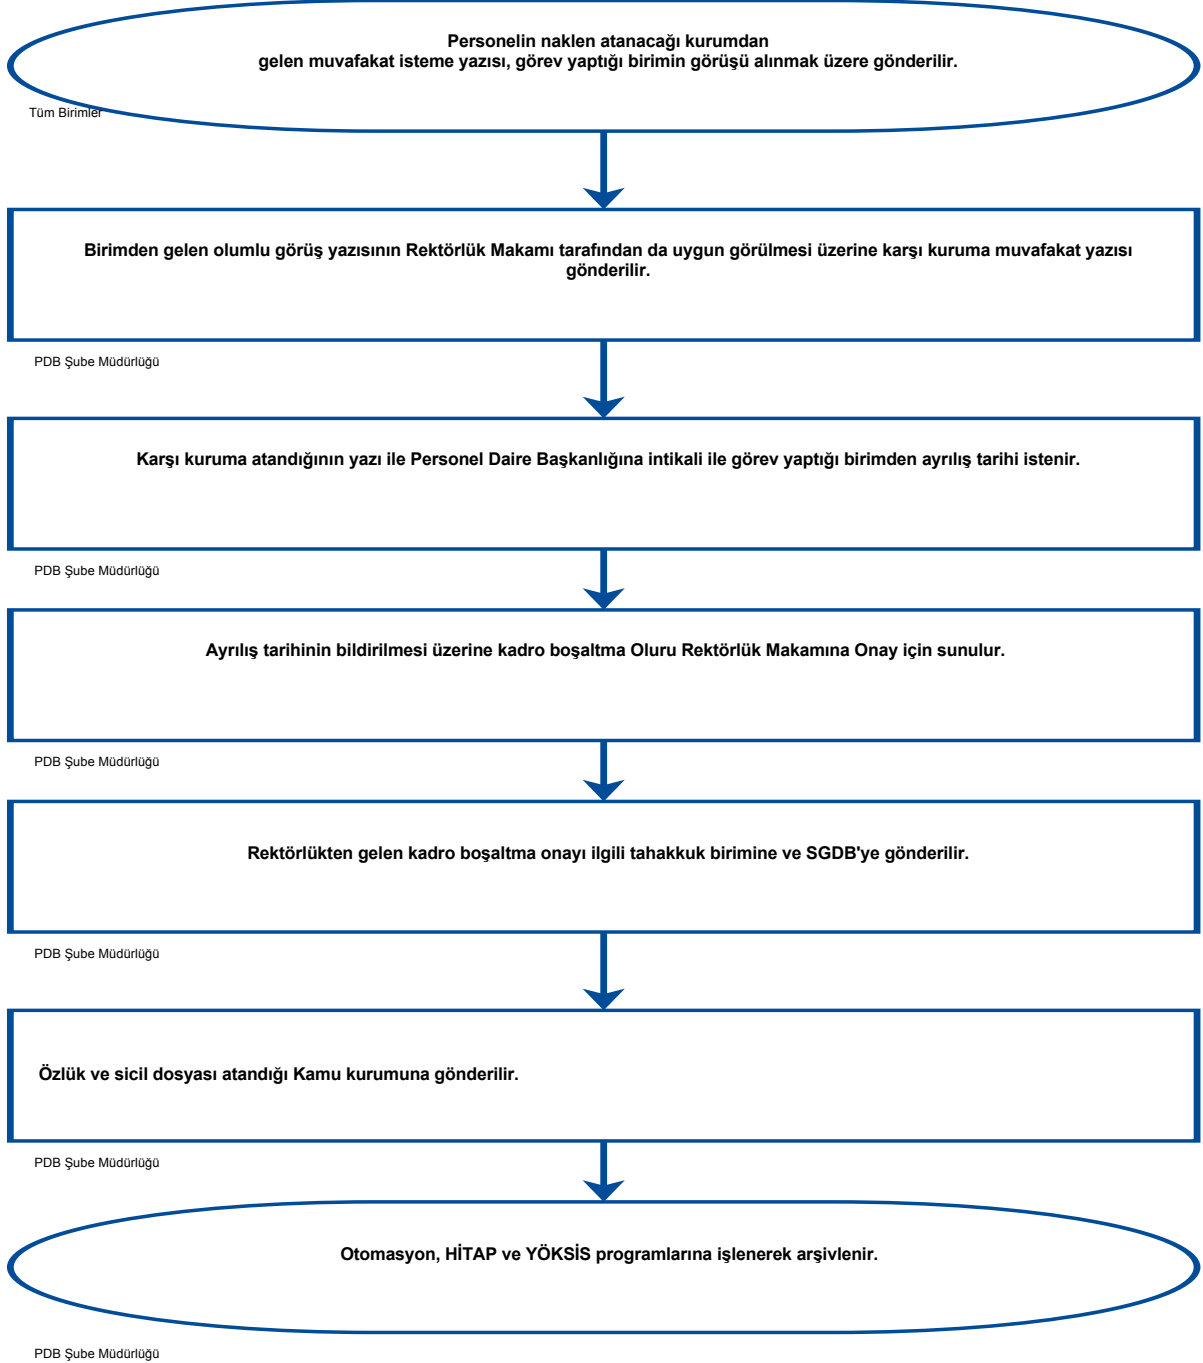 Personelin naklen atanacağı kurumdan
gelen muvafakat isteme yazısı, görev yaptığı birimin görüşü alınmak üzere gönderilir.
Tüm Birimler
Birimden gelen olumlu görüş yazısının Rektörlük Makamı tarafından da uygun görülmesi üzerine karşı kuruma muvafakat yazısı
gönderilir.
PDB Şube Müdürlüğü
Karşı kuruma atandığının yazı ile Personel Daire Başkanlığına intikali ile görev yaptığı birimden ayrılış tarihi istenir.
PDB Şube Müdürlüğü
Ayrılış tarihinin bildirilmesi üzerine kadro boşaltma Oluru Rektörlük Makamına Onay için sunulur.
PDB Şube Müdürlüğü
Rektörlükten gelen kadro boşaltma onayı ilgili tahakkuk birimine ve SGDB'ye gönderilir.
PDB Şube Müdürlüğü
Özlük ve sicil dosyası atandığı Kamu kurumuna gönderilir.
PDB Şube Müdürlüğü
Otomasyon, HİTAP ve YÖKSİS programlarına işlenerek arşivlenir.
PDB Şube Müdürlüğü